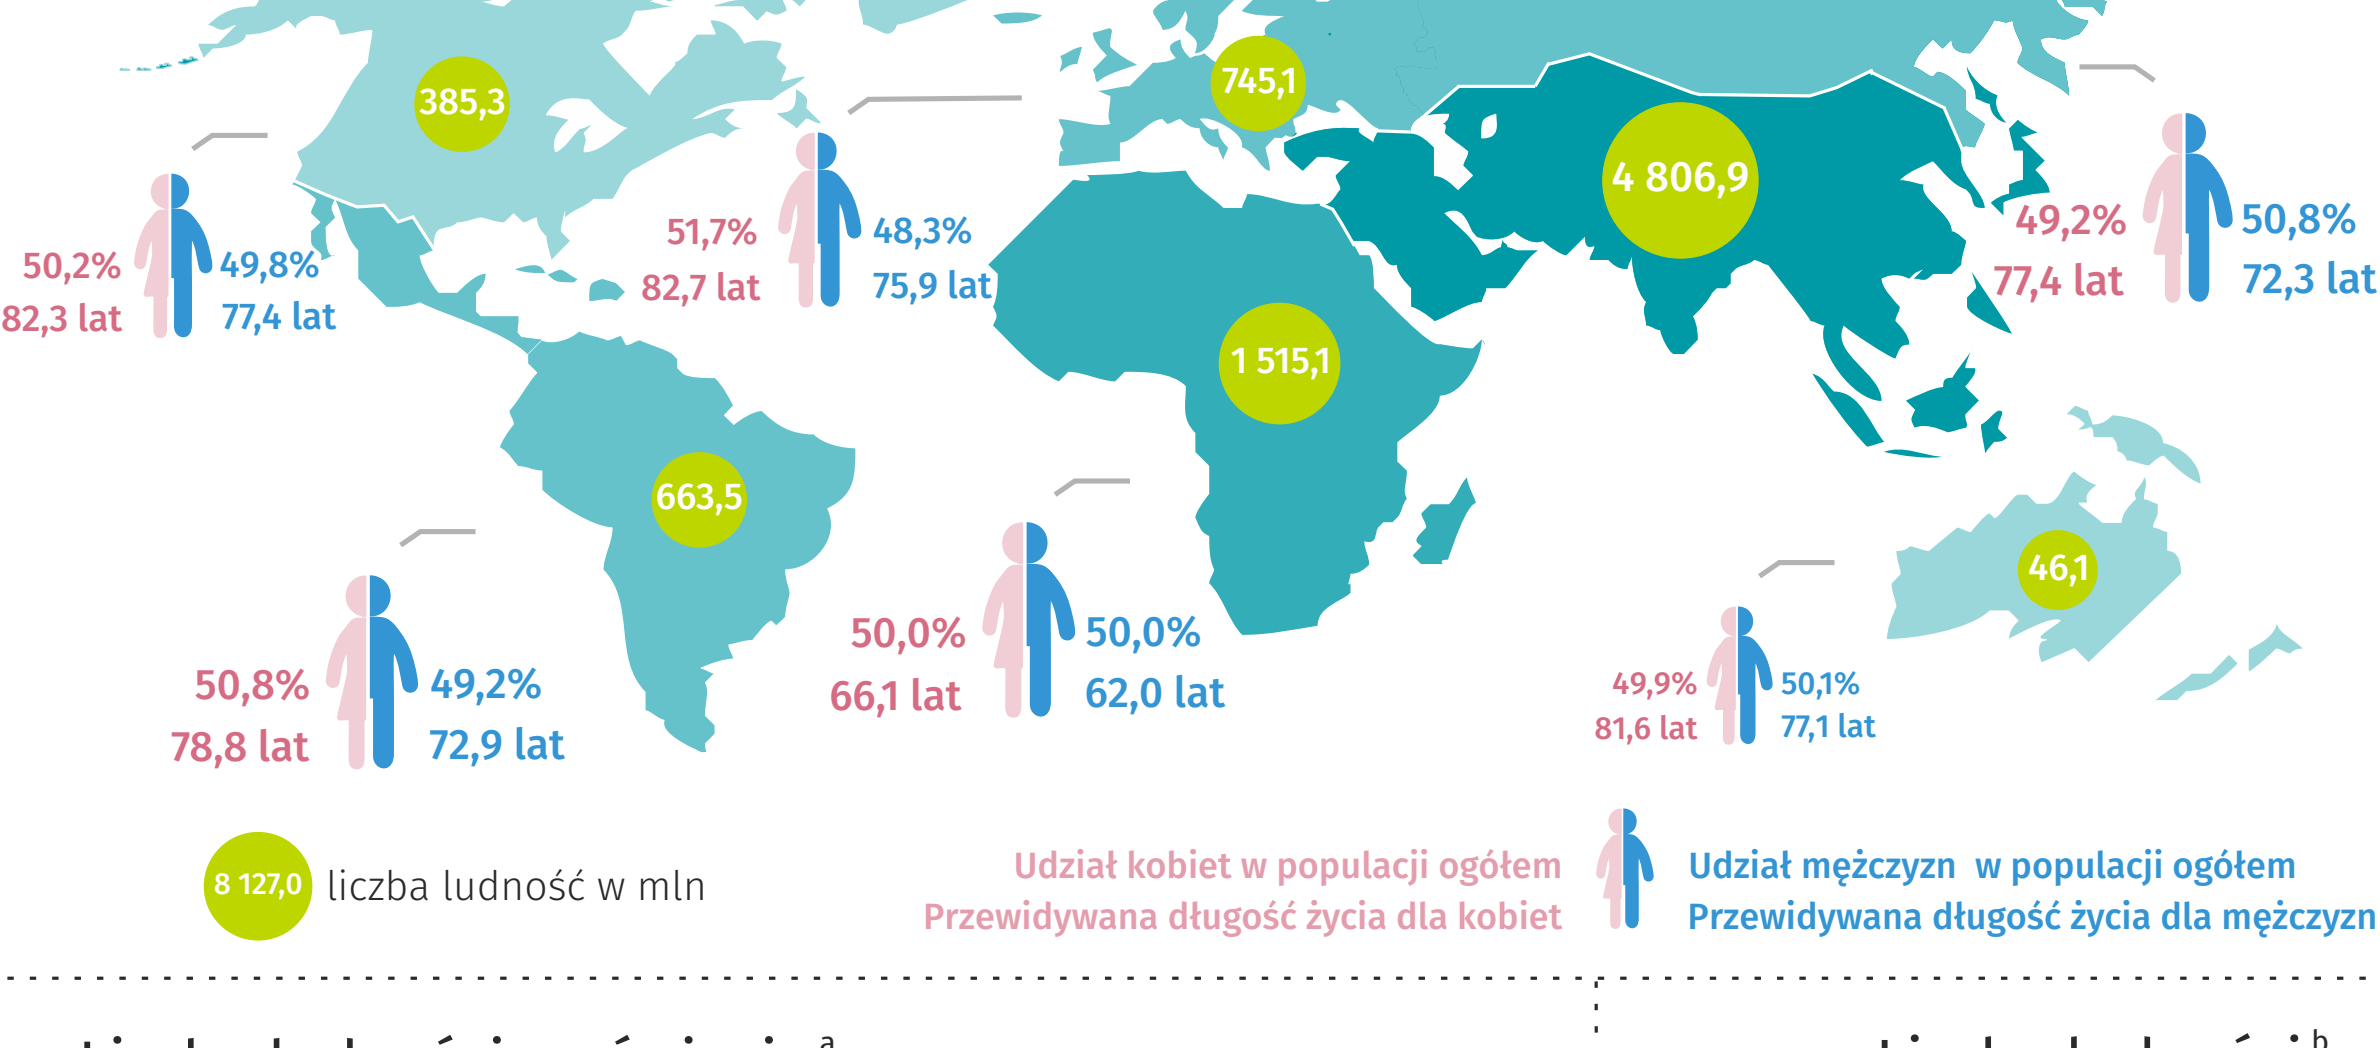 385,3
745,1
4 806,9
50,2%
82,3 lat
49,8%
77,4 lat
51,7%
82,7 lat
48,3%
75,9 lat
49,2%
77,4 lat
50,8%
72,3 lat
1 515,1
663,5
46,1
50,8%
78,8 lat
49,2%
72,9 lat
50,0%
66,1 lat
50,0%
62,0 lat
49,9%
81,6 lat
50,1%
77,1 lat
8 127,0 liczba ludność w mln
Udział kobiet w populacji ogółem
Przewidywana długość życia dla kobiet
Udział mężczyzn w populacji ogółem
Przewidywana długość życia dla mężczyzn